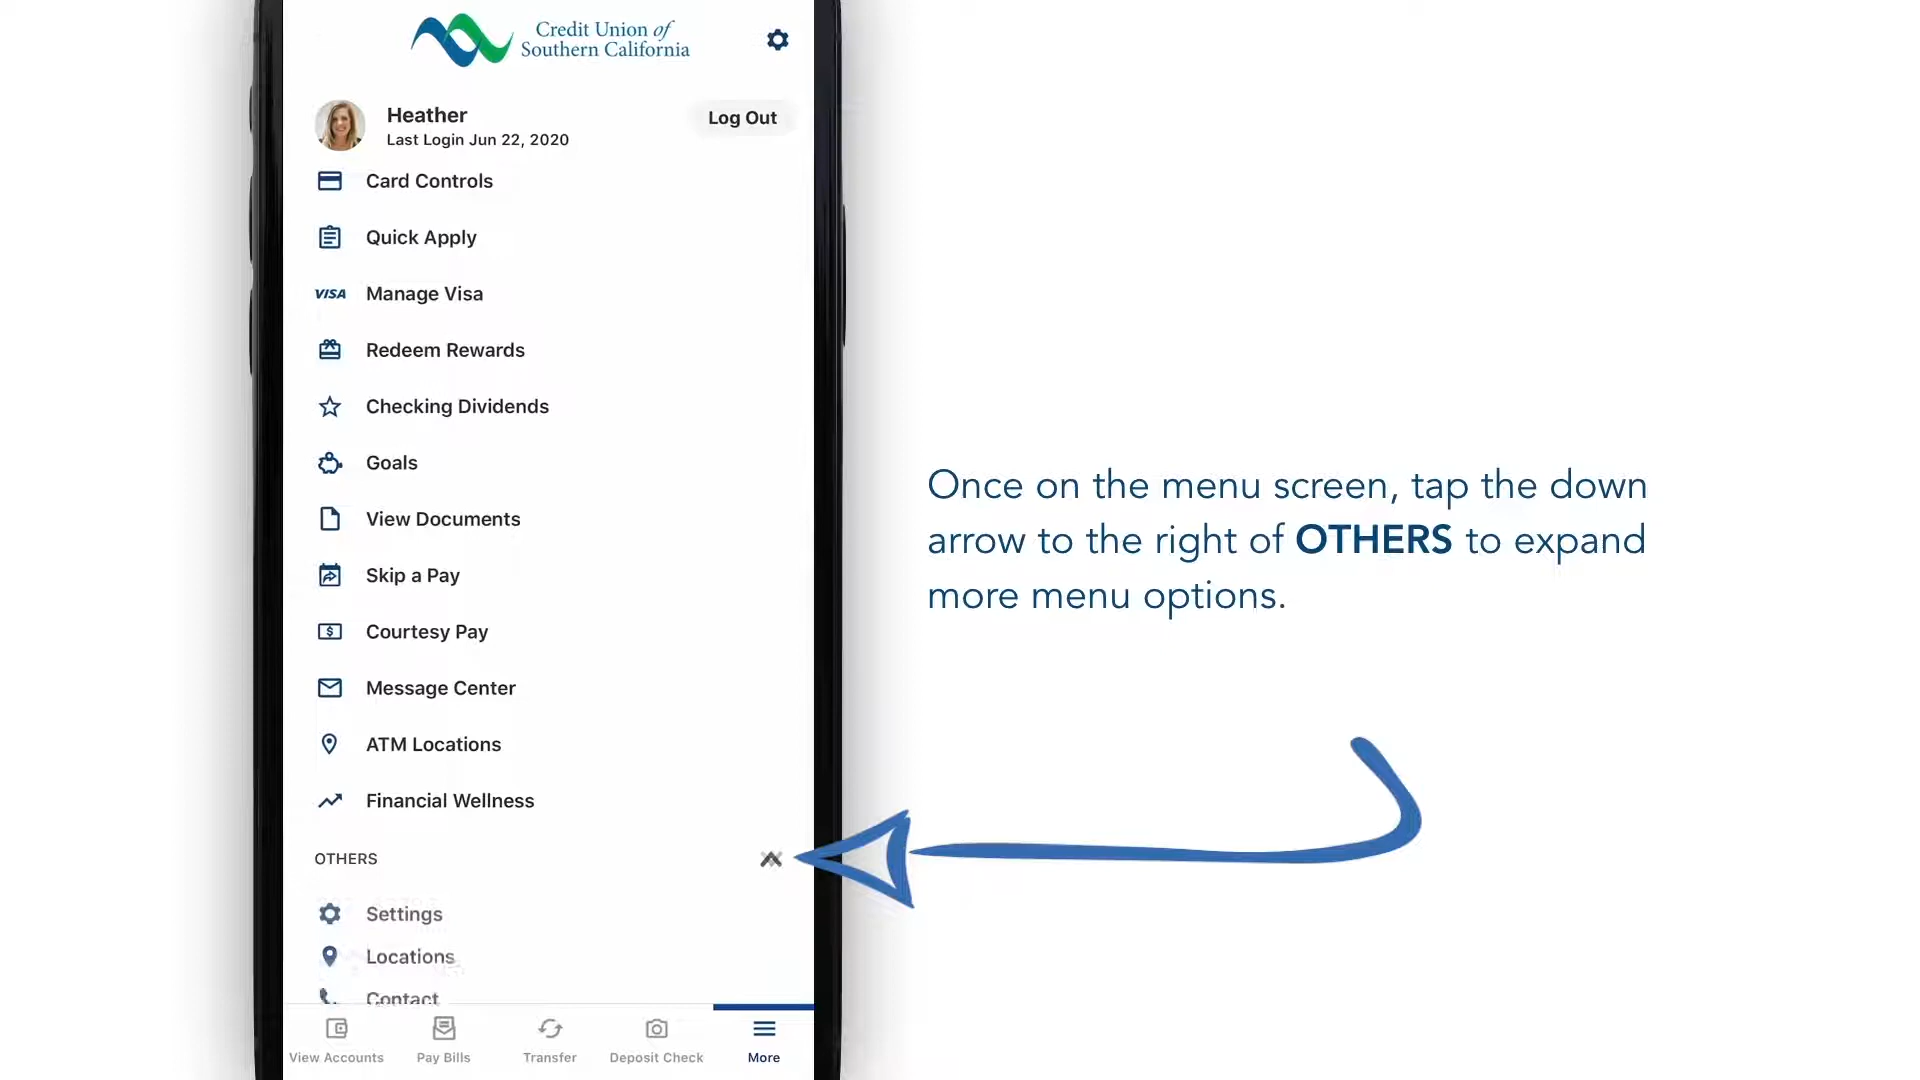 Credit Union of
Southern California
Heather
Log Out
Last Login Jun 22, 2020
Card Controls
Quick Apply
VISA Manage Visa
Redeem Rewards
Checking Dividends
Goals
View Documents
Skip a Pay
Courtesy Pay
Message Center
ATM Locations
Financial Wellness
OTHERS
Settings
Locations
Contact
View Accounts
Pay Bills
Transfer
Deposit Check
More
Once on the menu screen, tap the down
arrow to the right of OTHERS to expand
more menu options.